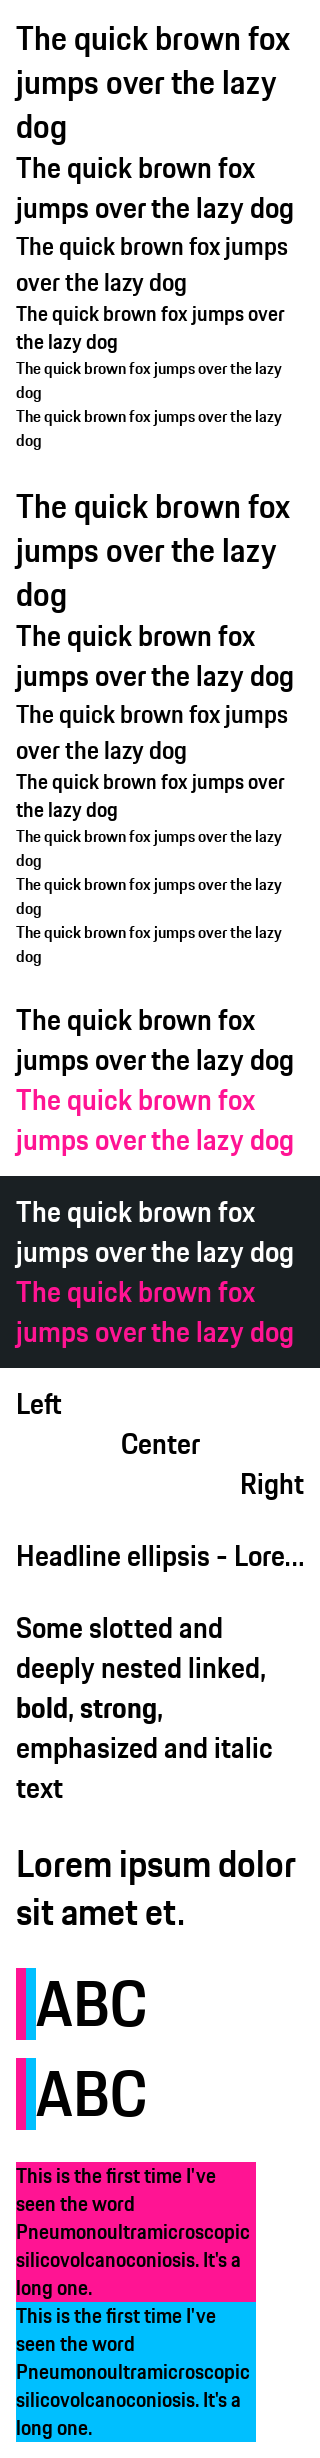 The quick brown fox
jumps over the lazy
dog
The quick brown fox
jumps over the lazy dog
The quick brown fox jumps
over the lazy dog
The quick brown fox jumps over
the lazy dog
The quick brown fox jumps over the lazy
dog
The quick brown fox jumps over the lazy
dog
The quick brown fox
jumps over the lazy
dog
The quick brown fox
jumps over the lazy dog
The quick brown fox jumps
over the lazy dog
The quick brown fox jumps over
the lazy dog
The quick brown fox jumps over the lazy
dog
The quick brown fox jumps over the lazy
dog
The quick brown fox jumps over the lazy
dog
The quick brown fox
jumps over the lazy dog
The quick brown fox
jumps over the lazy dog
The quick brown fox
jumps over the lazy dog
The quick brown fox
jumps over the lazy dog
Left
Center
Right
Headline ellipsis - Lore...
Some slotted and
deeply nested linked,
bold, strong,
emphasized and italic
text
Lorem ipsum dolor
sit amet et.
ABC
ABC
This is the first time I've
seen the word
Pneumonoultramicroscopic
silicovolcanoconiosis. It's a
long one.
This is the first time I've
seen the word
Pneumonoultramicroscopic
silicovolcanoconiosis. It's a
long one.